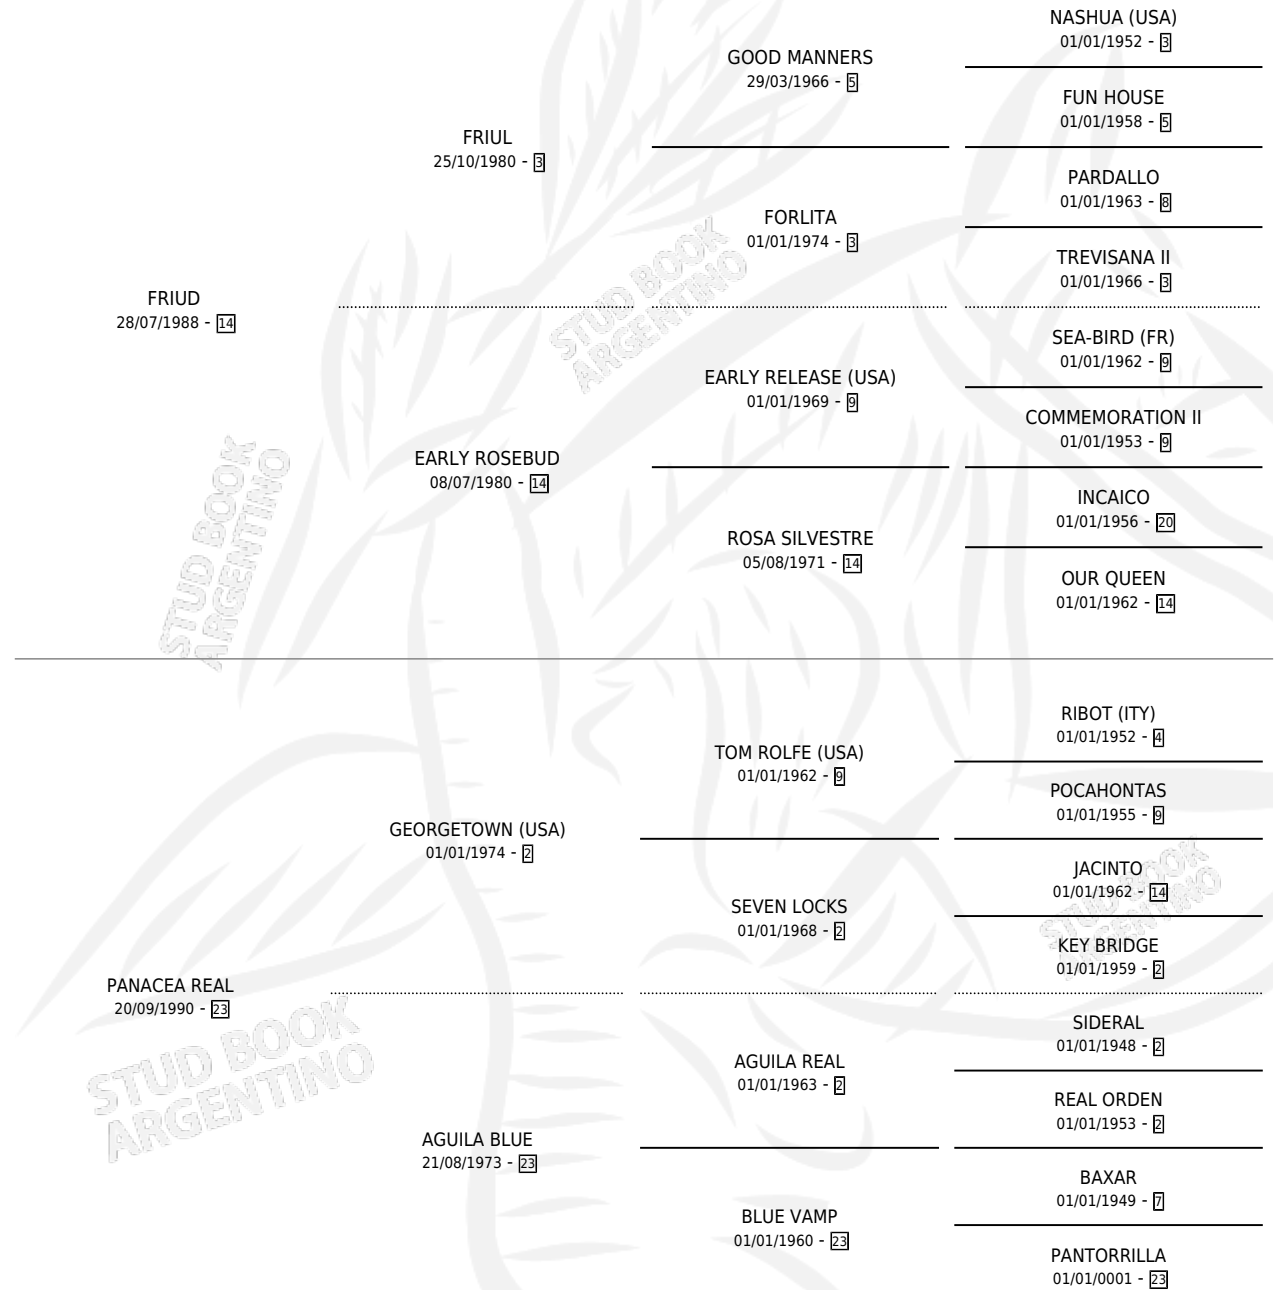 NASHUA (USA)
01/01/1952 - 3
GOOD MANNERS
29/03/1966 - 5
FUN HOUSE
01/01/1958 - 5
FRIUL
25/10/1980 - 3
PARDALLO
01/01/1963 - 8
FORLITA
01/01/1974 - 3
TREVISANA II
01/01/1966 - 3
FRIUD
28/07/1988 - 14
SEA-BIRD (FR)
01/01/1962 - 9
EARLY RELEASE (USA)
01/01/1969 - 9
COMMEMORATION II
01/01/1953 - 9
EARLY ROSEBUD
08/07/1980 - 14
INCAICO
01/01/1956 - 20
ROSA SILVESTRE
05/08/1971 - 14
OUR QUEEN
01/01/1962 - 14
STUD BOOK
ARGENTINO
STUD BOOK
ARGENTINO
RIBOT (ITY)
01/01/1952 - 4
TOM ROLFE (USA)
01/01/1962 - 9
POCAHONTAS
01/01/1955 - 9
GEORGETOWN (USA)
01/01/1974 - 2
JACINTO
01/01/1962 - 14
SEVEN LOCKS
01/01/1968 - 2
KEY BRIDGE
01/01/1959 - 2
PANACEA REAL
20/09/1990 - 23
SIDERAL
01/01/1948 - 2
AGUILA REAL
01/01/1963 - 2
REAL ORDEN
01/01/1953 - 2
AGUILA BLUE
21/08/1973 - 23
BAXAR
01/01/1949 - 7
BLUE VAMP
01/01/1960 - 23
PANTORRILLA
01/01/0001 - 23
STUD BOOK
ARGENTINO
STUD BOOK
ARGENTINO